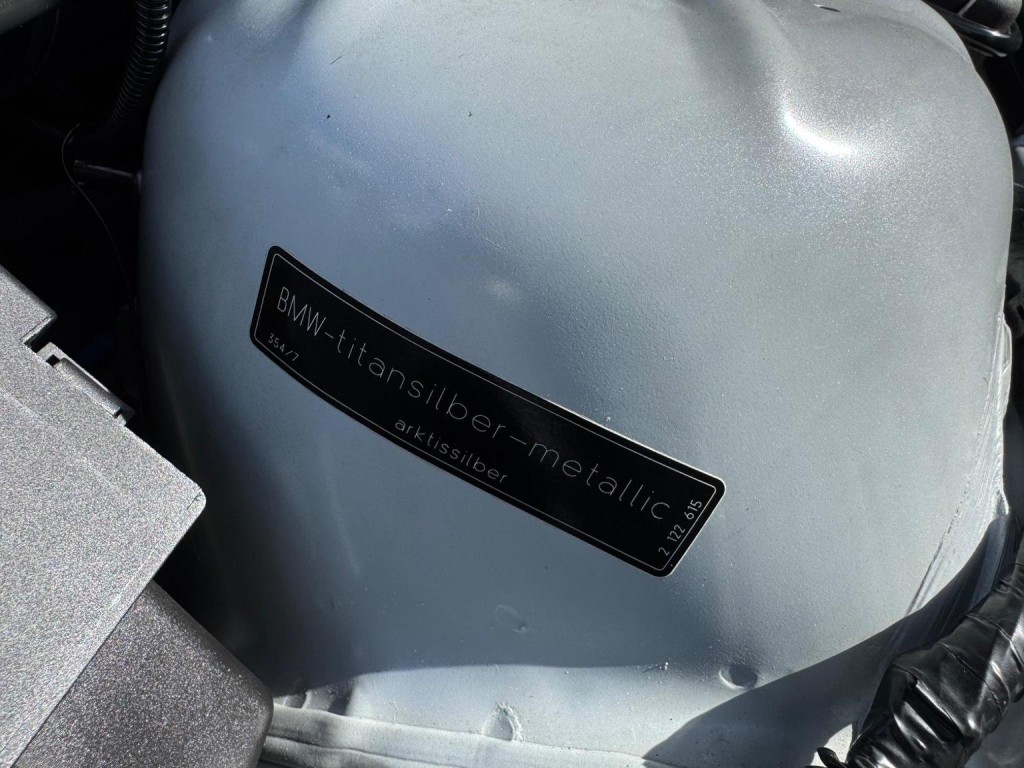 BMW-titansilber-metallic
354/7
arktissilber
2 122 615